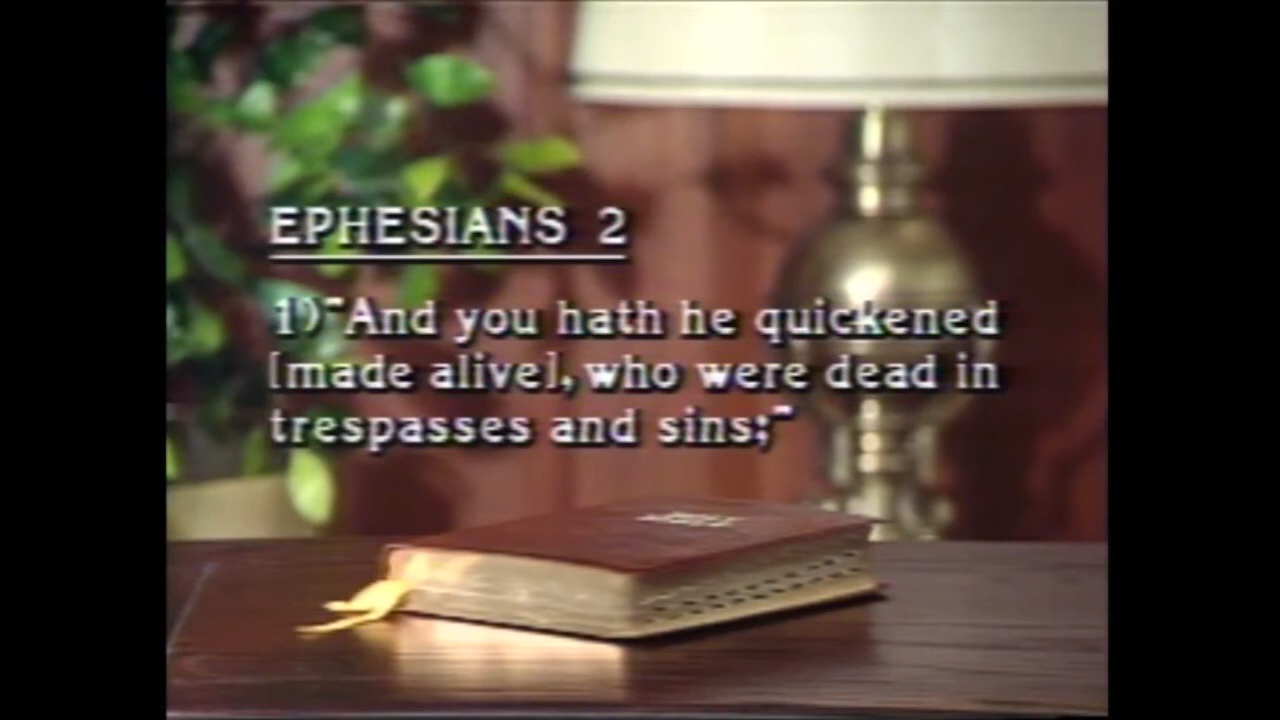 EPHESIANS 2
1)"And you hath he quickened
[made alive], who were dead in
trespasses and sins;"